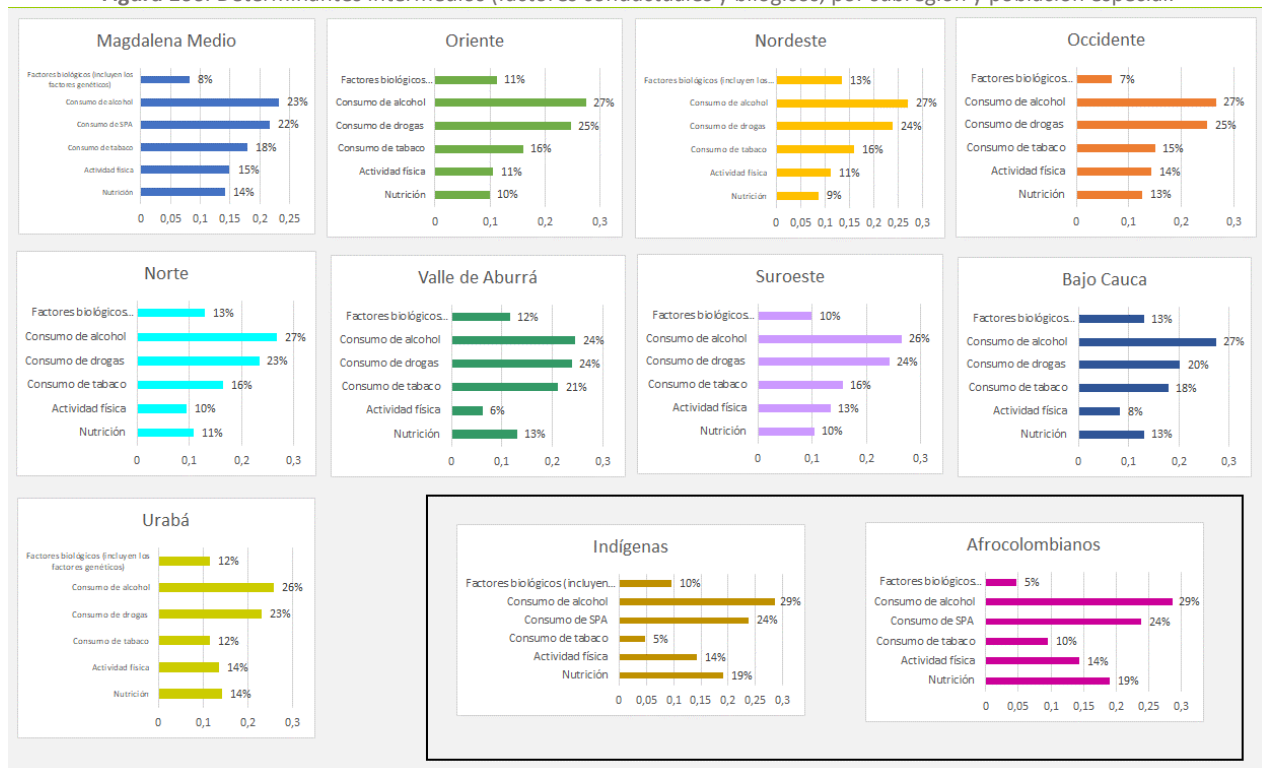 Determinantes intermedios (factores conductuales y bilógicos) por subregión y población especial.
Magdalena Medio
Factores biológicos (incluyen los
factores genéticos)
8%
Consumo de alcohol
23%
Consumo de SPA
22%
Consumo de tabaco
18%
Actividad física
15%
Nutrición
14%
0 0,05 0,1 0,15 0,2 0,25
Oriente
Factores biológicos...
11%
Consumo de alcohol
27%
Consumo de drogas
25%
Consumo de tabaco
16%
Actividad física
11%
Nutrición
10%
0 0,1 0,2 0,3
Nordeste
Factores biológicos (incluyen los...
13%
Consumo de alcohol
27%
Consumo de drogas
24%
Consumo de tabaco
16%
Actividad física
11%
Nutrición
9%
0 0,05 0,1 0,15 0,2 0,25 0,3
Occidente
Factores biológicos...
7%
Consumo de alcohol
27%
Consumo de drogas
25%
Consumo de tabaco
15%
Actividad física
14%
Nutrición
13%
0 0,1 0,2 0,3
Norte
Factores biológicos...
13%
Consumo de alcohol
27%
Consumo de drogas
23%
Consumo de tabaco
16%
Actividad física
10%
Nutrición
11%
0 0,1 0,2 0,3
Valle de Aburrá
Factores biológicos...
12%
Consumo de alcohol
24%
Consumo de drogas
24%
Consumo de tabaco
21%
Actividad física
6%
Nutrición
13%
0 0,1 0,2 0,3
Suroeste
Factores biológicos...
10%
Consumo de alcohol
26%
Consumo de drogas
24%
Consumo de tabaco
16%
Actividad física
13%
Nutrición
10%
0 0,1 0,2 0,3
Bajo Cauca
Factores biológicos...
13%
Consumo de alcohol
27%
Consumo de drogas
20%
Consumo de tabaco
18%
Actividad física
8%
Nutrición
13%
0 0,1 0,2 0,3
Urabá
Factores biológicos (incluyen los
factores genéticos)
12%
Consumo de alcohol
26%
Consumo de drogas
23%
Consumo de tabaco
12%
Actividad física
14%
Nutrición
14%
0 0,1 0,2 0,3
Indígenas
Factores biológicos (incluyen...
10%
Consumo de alcohol
29%
Consumo de SPA
24%
Consumo de tabaco
5%
Actividad física
14%
Nutrición
19%
0 0,05 0,1 0,15 0,2 0,25 0,3
Afrocolombianos
Factores biológicos...
5%
Consumo de alcohol
29%
Consumo de SPA
24%
Consumo de tabaco
10%
Actividad física
14%
Nutrición
19%
0 0,05 0,1 0,15 0,2 0,25 0,3